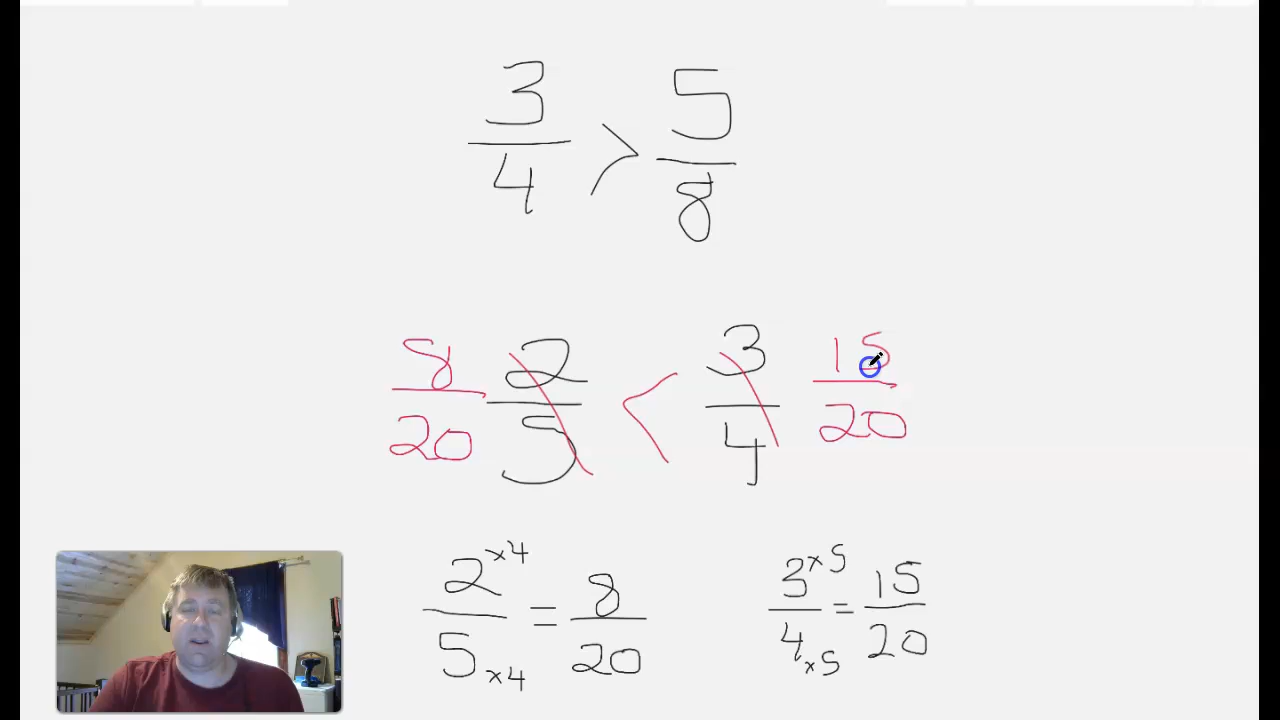 3/4 > 5/8
8/20 2/5 < 3/4 15/20
2×4/5×4 = 8/20 3×5/4×5 = 15/20